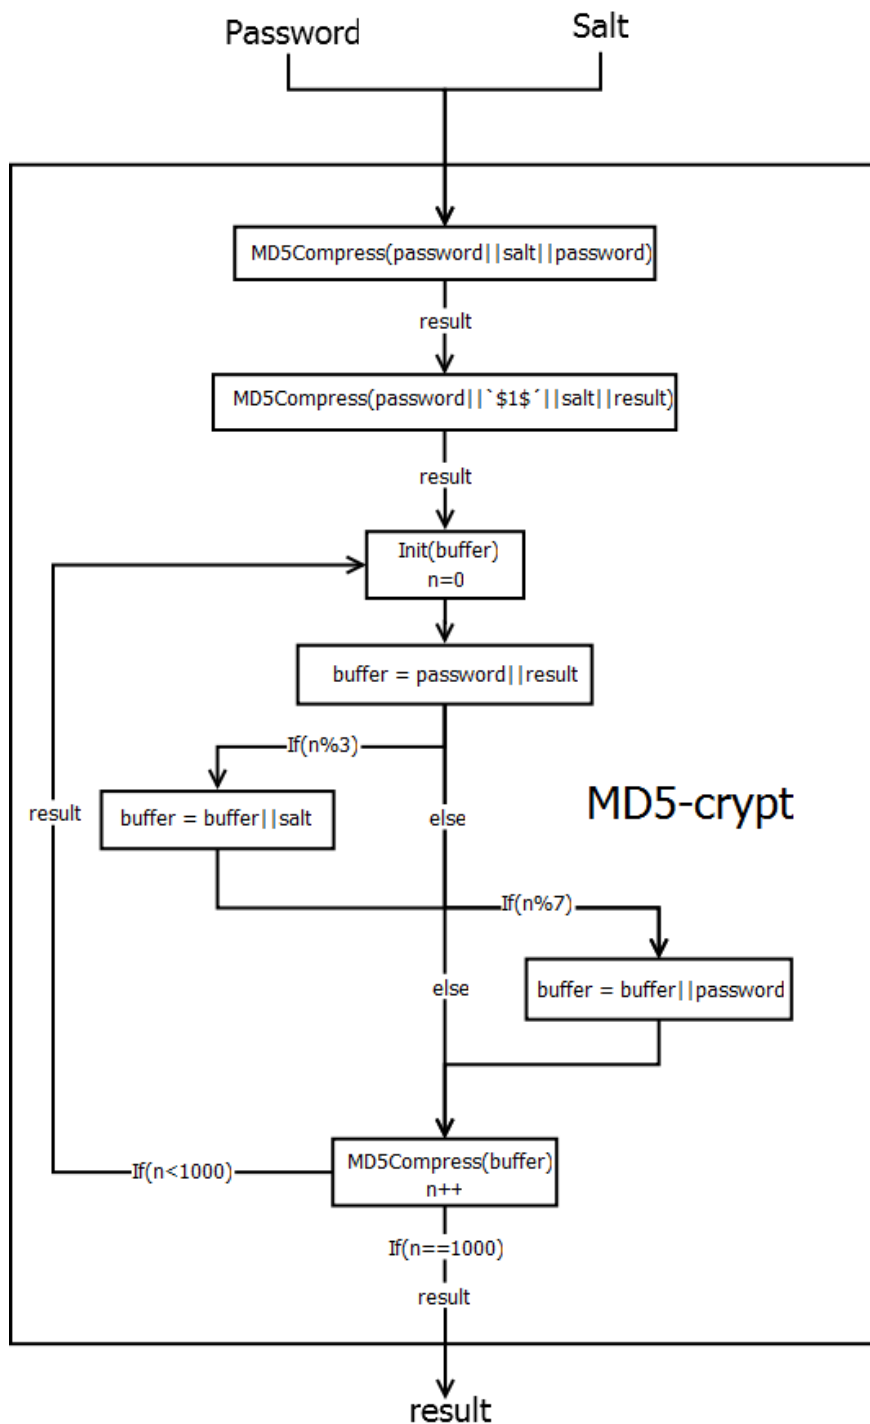 Password
Salt
MD5Compress(password||salt||password)
result
MD5Compress(password||`$1$´||salt||result)
result
Init(buffer)
n=0
buffer = password||result
If(n%3)
result
buffer = buffer||salt
else
MD5-crypt
If(n%7)
else
buffer = buffer||password
MD5Compress(buffer)
n++
If(n<1000)
If(n==1000)
result
result